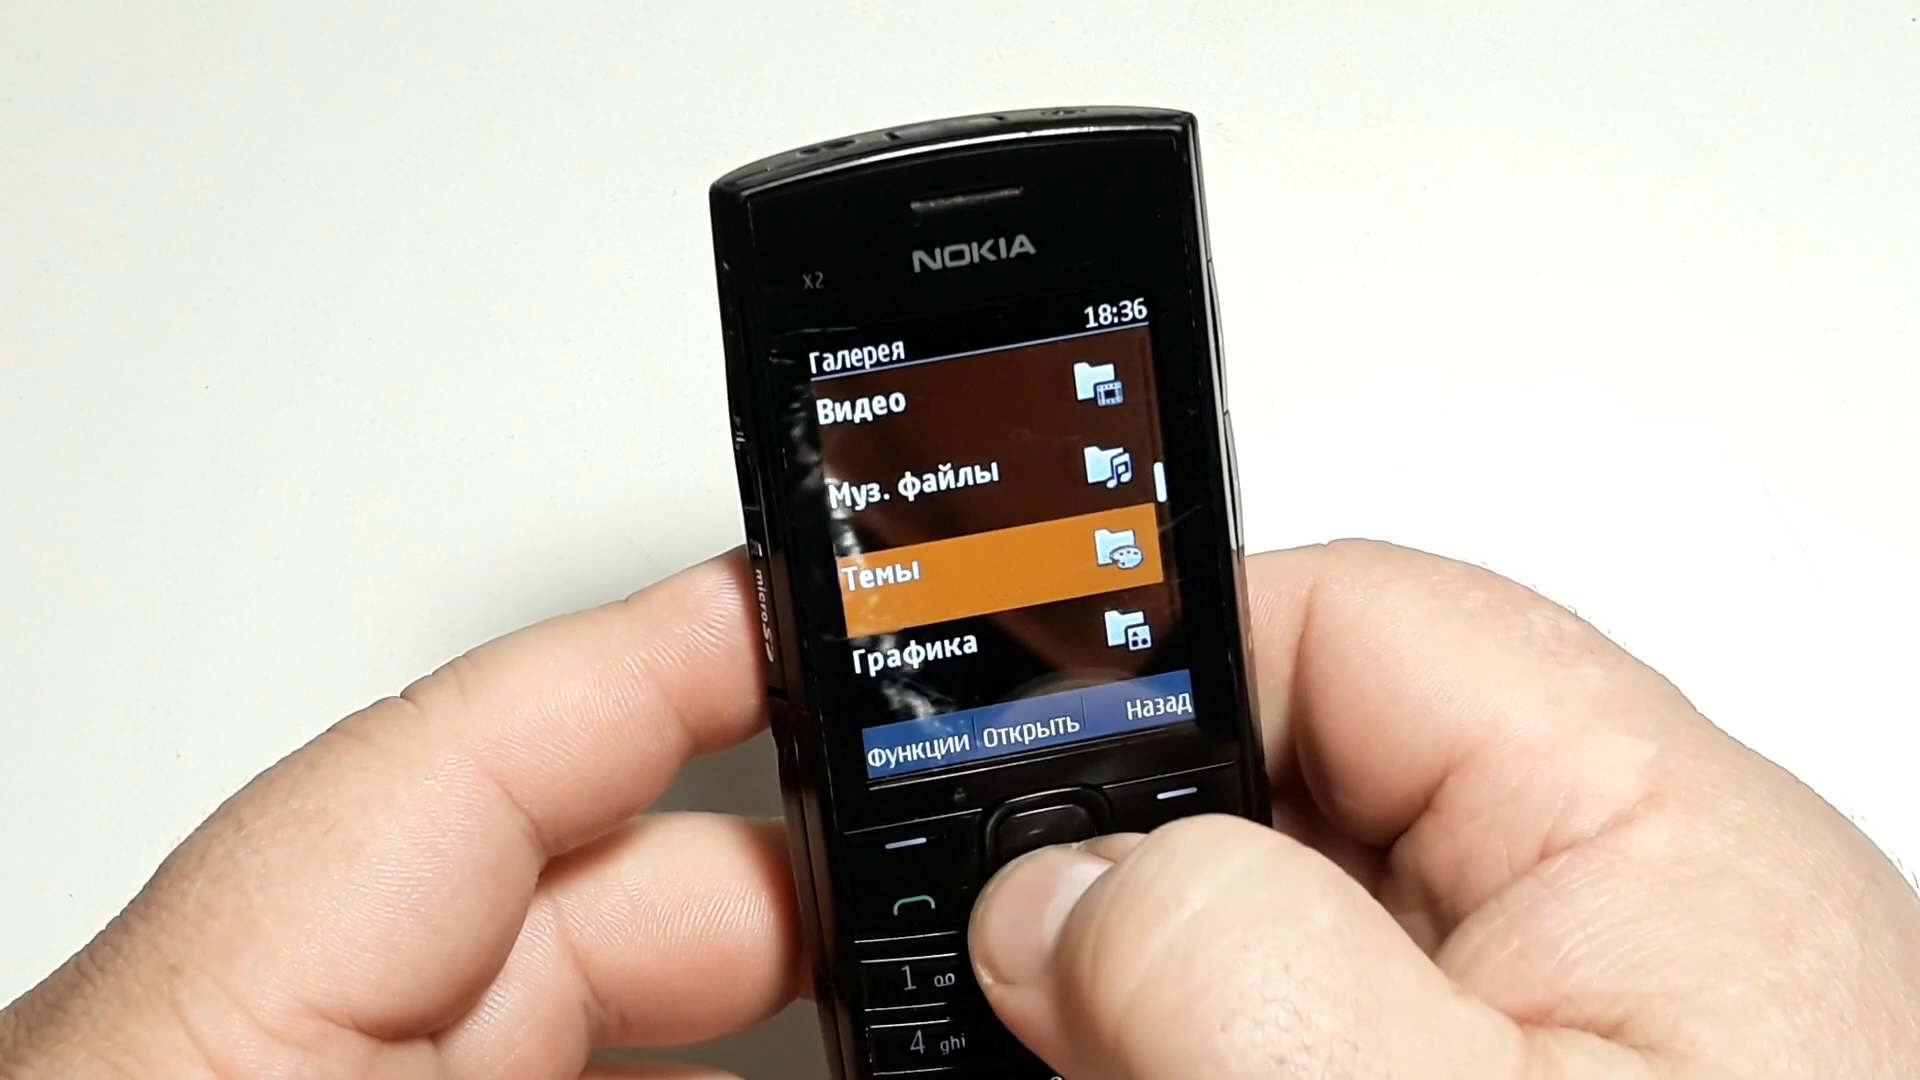 NOKIA
X2
18:36
Галерея
Видео
Муз. файлы
Темы
Графика
Функции Открыть Назад
microSD
1
4 ghi